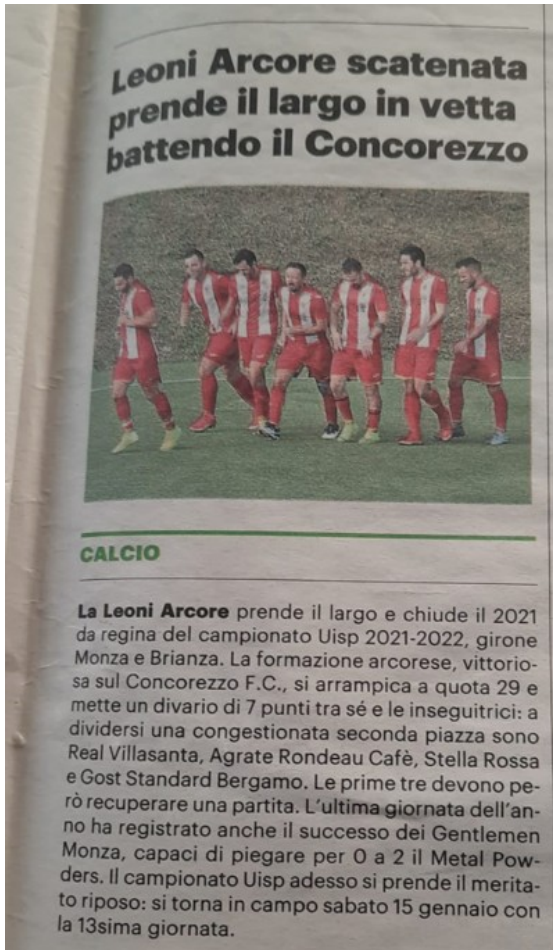 Leoni Arcore scatenata
prende il largo in vetta
battendo il Concorezzo
CALCIO
La Leoni Arcore prende il largo e chiude il 2021
da regina del campionato Uisp 2021-2022, girone
Monza e Brianza. La formazione arcorese, vittorio-
sa sul Concorezzo F.C., si arrampica a quota 29 e
mette un divario di 7 punti tra sé e le inseguitrici: a
dividersi una congestionata seconda piazza sono
Real Villasanta, Agrate Rondeau Cafè, Stella Rossa
e Gost Standard Bergamo. Le prime tre devono pe-
rò recuperare una partita. L'ultima giornata dell'an-
no ha registrato anche il successo dei Gentlemen
Monza, capaci di piegare per 0 a 2 il Metal Pow-
ders. Il campionato Uisp adesso si prende il merita-
to riposo: si torna in campo sabato 15 gennaio con
la 13sima giornata.